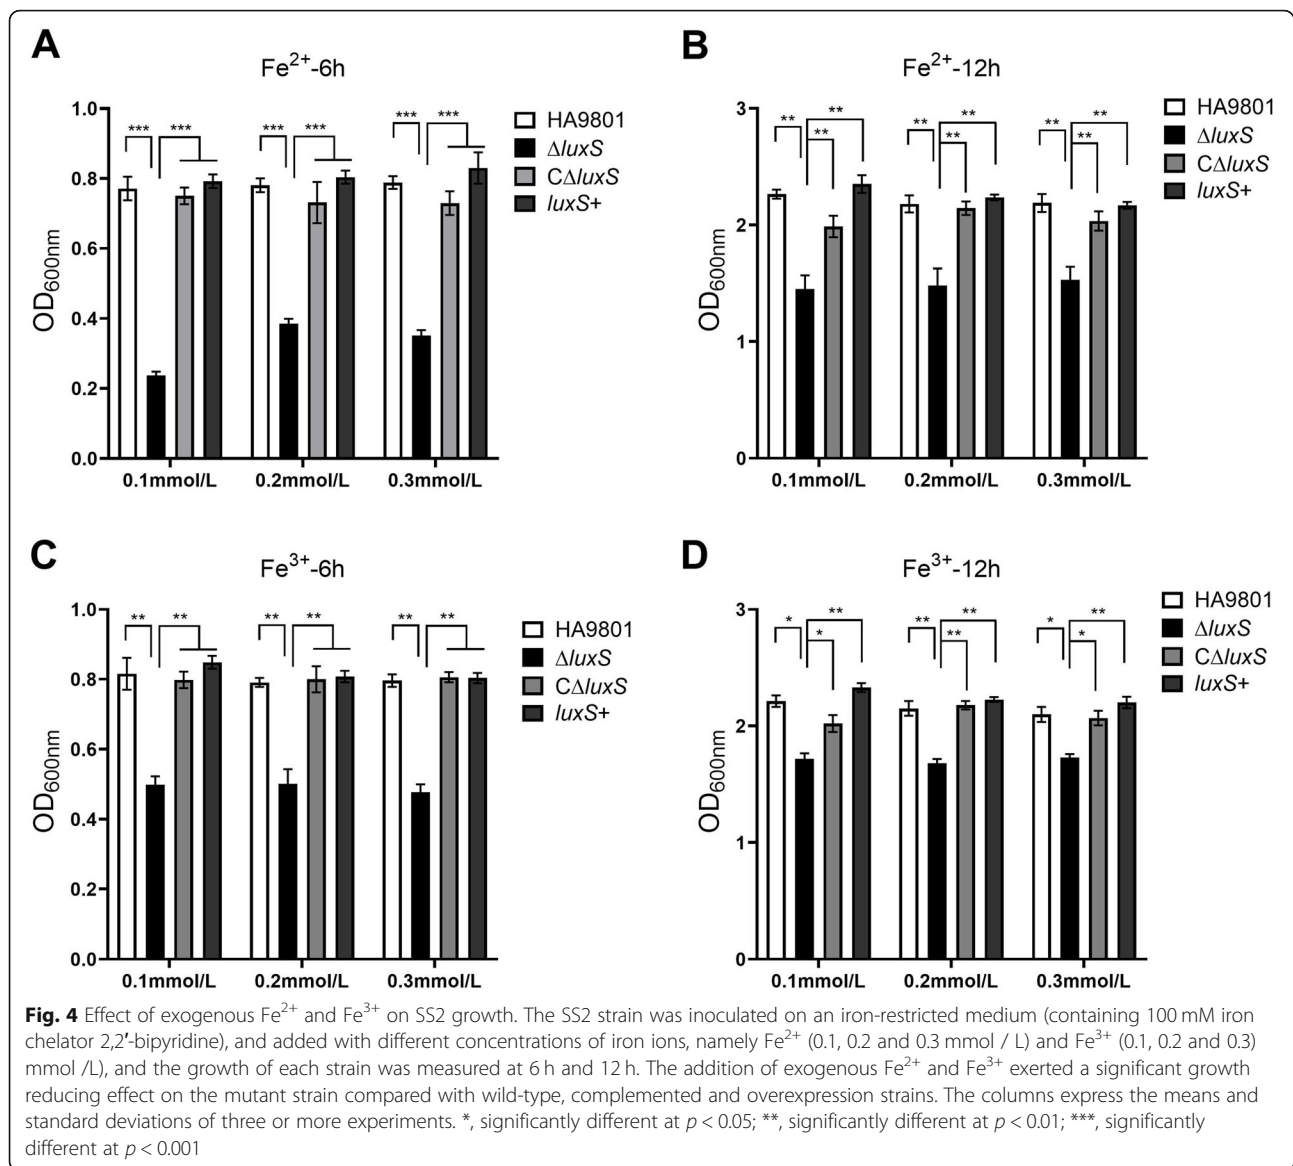 A
Fe²⁺-6h
OD600nm
1.0
0.8
0.6
0.4
0.2
0.0
*** *** *** *** *** ***
0.1mmol/L 0.2mmol/L 0.3mmol/L
HA9801
ΔluxS
CΔluxS
luxS+
B
Fe²⁺-12h
OD600nm
3
2
1
0
** ** ** ** ** ** ** ** **
0.1mmol/L 0.2mmol/L 0.3mmol/L
HA9801
ΔluxS
CΔluxS
luxS+
C
Fe³⁺-6h
OD600nm
1.0
0.8
0.6
0.4
0.2
0.0
** ** ** ** ** **
0.1mmol/L 0.2mmol/L 0.3mmol/L
HA9801
ΔluxS
CΔluxS
luxS+
D
Fe³⁺-12h
OD600nm
3
2
1
0
* * ** ** ** ** * * **
0.1mmol/L 0.2mmol/L 0.3mmol/L
HA9801
ΔluxS
CΔluxS
luxS+
Fig. 4 Effect of exogenous Fe²⁺ and Fe³⁺ on SS2 growth. The SS2 strain was inoculated on an iron-restricted medium (containing 100 mM iron
chelator 2,2′-bipyridine), and added with different concentrations of iron ions, namely Fe²⁺ (0.1, 0.2 and 0.3 mmol / L) and Fe³⁺ (0.1, 0.2 and 0.3)
mmol /L), and the growth of each strain was measured at 6 h and 12 h. The addition of exogenous Fe²⁺ and Fe³⁺ exerted a significant growth
reducing effect on the mutant strain compared with wild-type, complemented and overexpression strains. The columns express the means and
standard deviations of three or more experiments. *, significantly different at p < 0.05; **, significantly different at p < 0.01; ***, significantly
different at p < 0.001